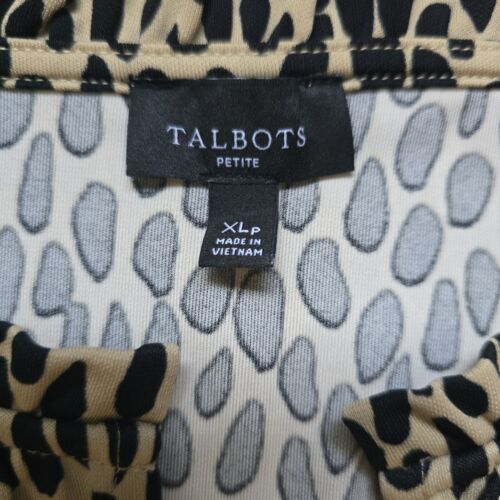 TALBOTS
PETITE
XLP
MADE IN
VIETNAM